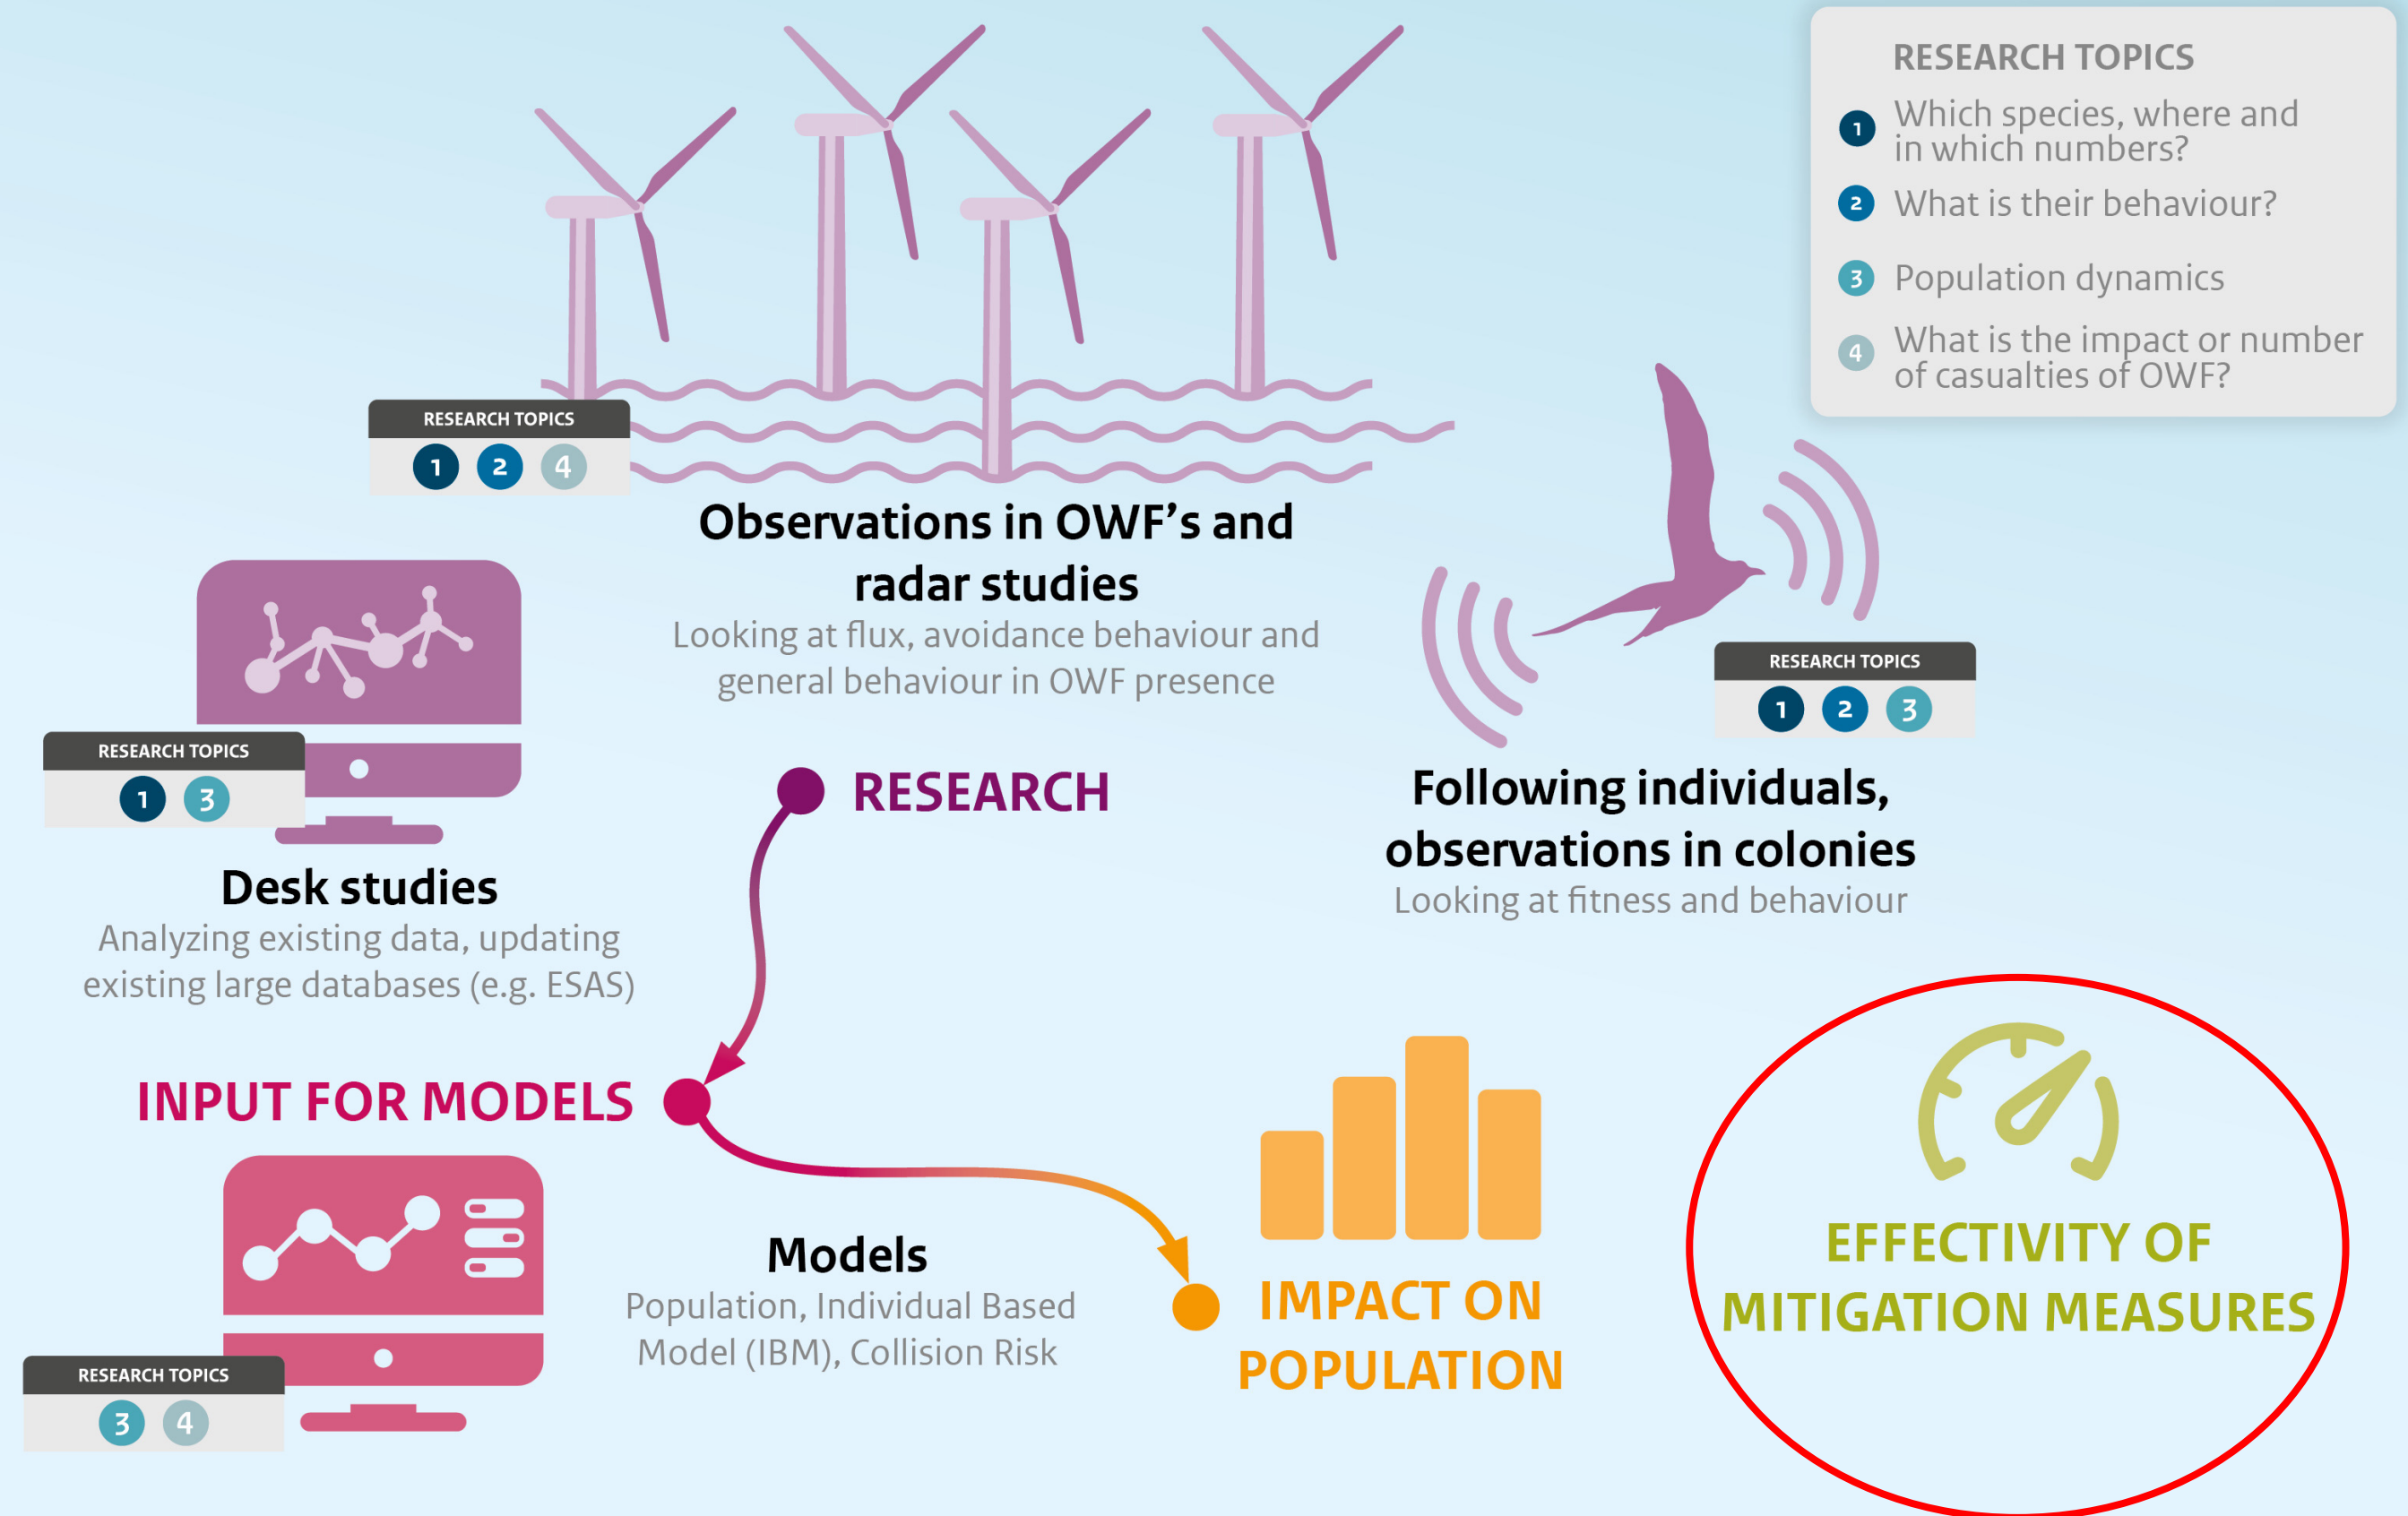 RESEARCH TOPICS
1 Which species, where and
in which numbers?
2 What is their behaviour?
3 Population dynamics
4 What is the impact or number
of casualties of OWF?
RESEARCH TOPICS
1 2 4
Observations in OWF's and
radar studies
Looking at flux, avoidance behaviour and
general behaviour in OWF presence
RESEARCH TOPICS
1 2 3
Following individuals,
observations in colonies
Looking at fitness and behaviour
RESEARCH TOPICS
1 3
Desk studies
Analyzing existing data, updating
existing large databases (e.g. ESAS)
RESEARCH
INPUT FOR MODELS
RESEARCH TOPICS
3 4
Models
Population, Individual Based
Model (IBM), Collision Risk
IMPACT ON
POPULATION
EFFECTIVITY OF
MITIGATION MEASURES